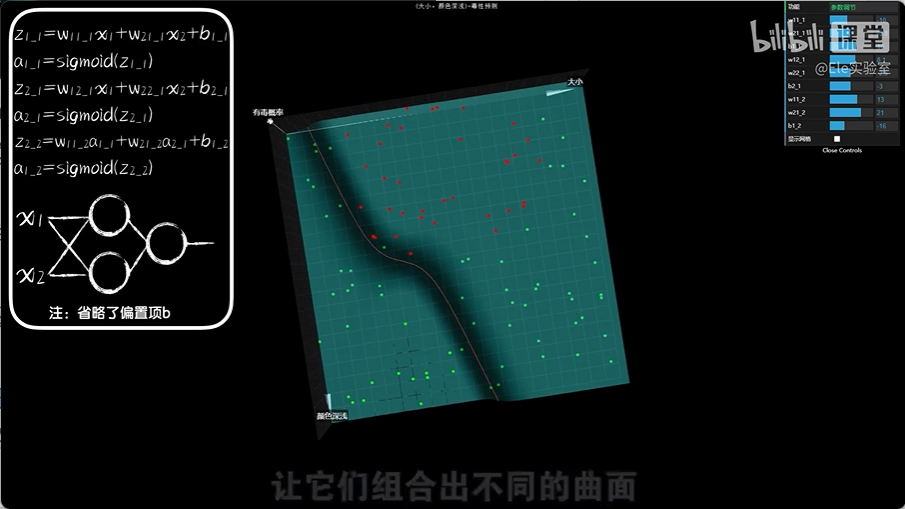 《大小,颜色深浅》-毒性预测
z1_1=w11_1x1+w21_1x2+b1_1
a1_1=sigmoid(z1_1)
z2_1=w12_1x1+w22_1x2+b2_1
a2_1=sigmoid(z2_1)
z2_2=w11_2a1_1+w21_2a2_1+b1_2
a1_2=sigmoid(z2_2)
x1
x2
注：省略了偏置项b
有毒概率
大小
颜色深浅
功能 参数调节
w11_1
bilibili 课堂
@Ele实验室
w12_1
w22_1
b2_1 -3
w11_2 13
w21_2 21
b1_2 -16
显示网格
Close Controls
让它们组合出不同的曲面